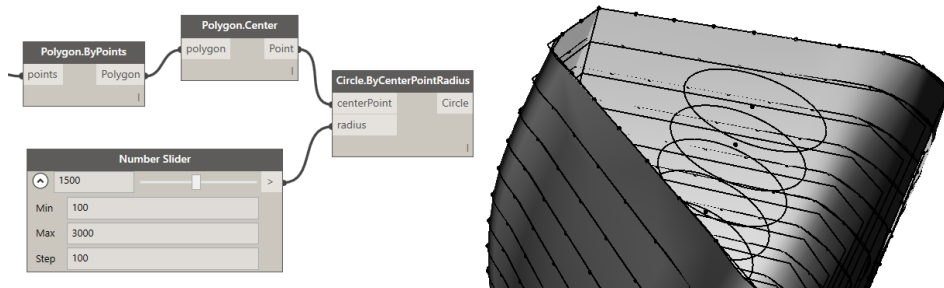 Polygon.ByPoints
points Polygon
Polygon.Center
polygon Point
Circle.ByCenterPointRadius
centerPoint Circle
radius
Number Slider
1500 >
Min 100
Max 3000
Step 100